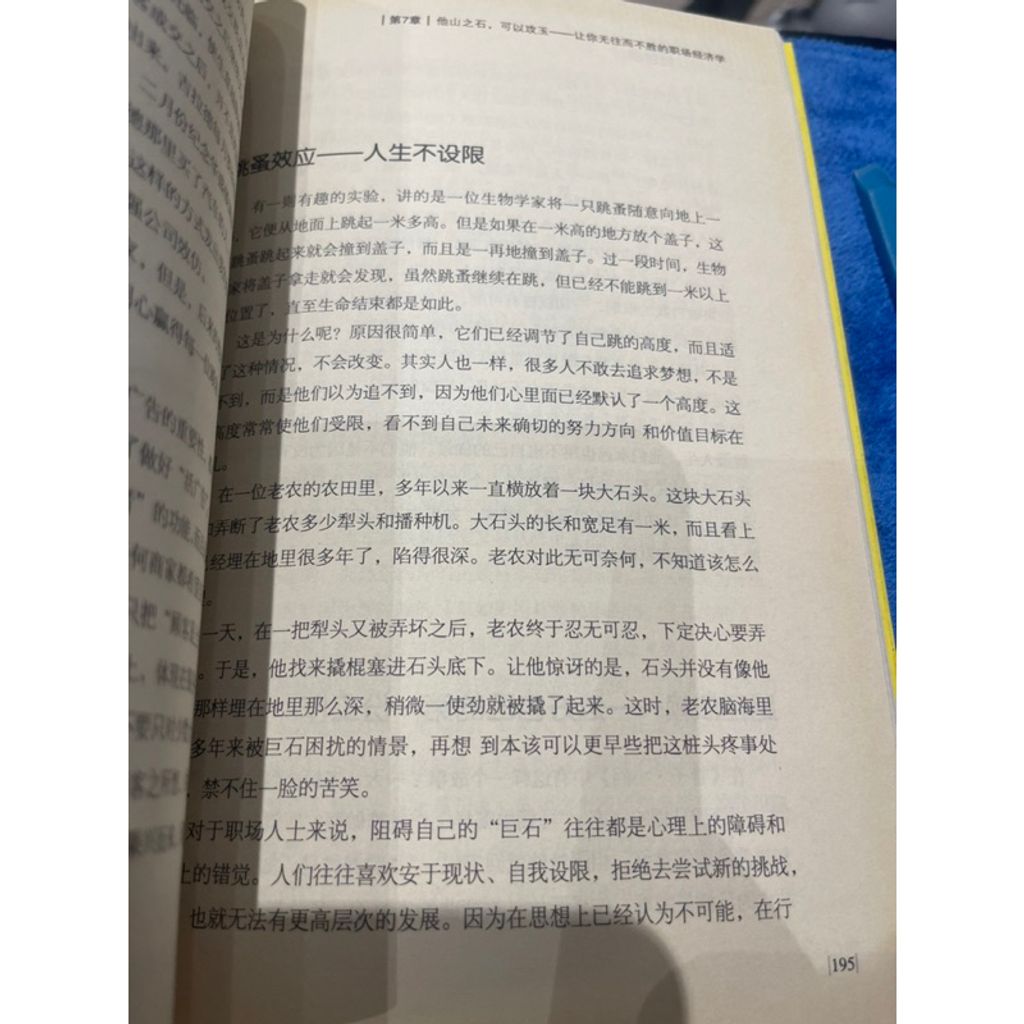 第7章 | 他山之石，可以攻玉——让你无往而不胜的职场经济学
跳蚤效应——人生不设限
有一则有趣的实验，讲的是一位生物学家将一只跳蚤随意向地上一
，它便从地面上跳起一米多高。但是如果在一米高的地方放个盖子，这
跳蚤跳起来就会撞到盖子，而且是一再地撞到盖子。过一段时间，生物
家将盖子拿走就会发现，虽然跳蚤继续在跳，但已经不能跳到一米以上
位置了，直至生命结束都是如此。
这是为什么呢？原因很简单，它们已经调节了自己跳的高度，而且适
了这种情况，不会改变。其实人也一样，很多人不敢去追求梦想，不是
不到，而是他们以为追不到，因为他们心里面已经默认了一个高度。这
高度常常使他们受限，看不到自己未来确切的努力方向 和价值目标在
。
在一位老农的农田里，多年以来一直横放着一块大石头。这块大石头
弄断了老农多少犁头和播种机。大石头的长和宽足有一米，而且看上
经埋在地里很多年了，陷得很深。老农对此无可奈何，不知道该怎么
。
一天，在一把犁头又被弄坏之后，老农终于忍无可忍，下定决心要弄
。于是，他找来撬棍塞进石头底下。让他惊讶的是，石头并没有像他
那样埋在地里那么深，稍微一使劲就被撬了起来。这时，老农脑海里
多年来被巨石困扰的情景，再想 到本该可以更早些把这桩头疼事处
，禁不住一脸的苦笑。
对于职场人士来说，阻碍自己的“巨石”往往都是心理上的障碍和
上的错觉。人们往往喜欢安于现状、自我设限，拒绝去尝试新的挑战，
也就无法有更高层次的发展。因为在思想上已经认为不可能，在行
195